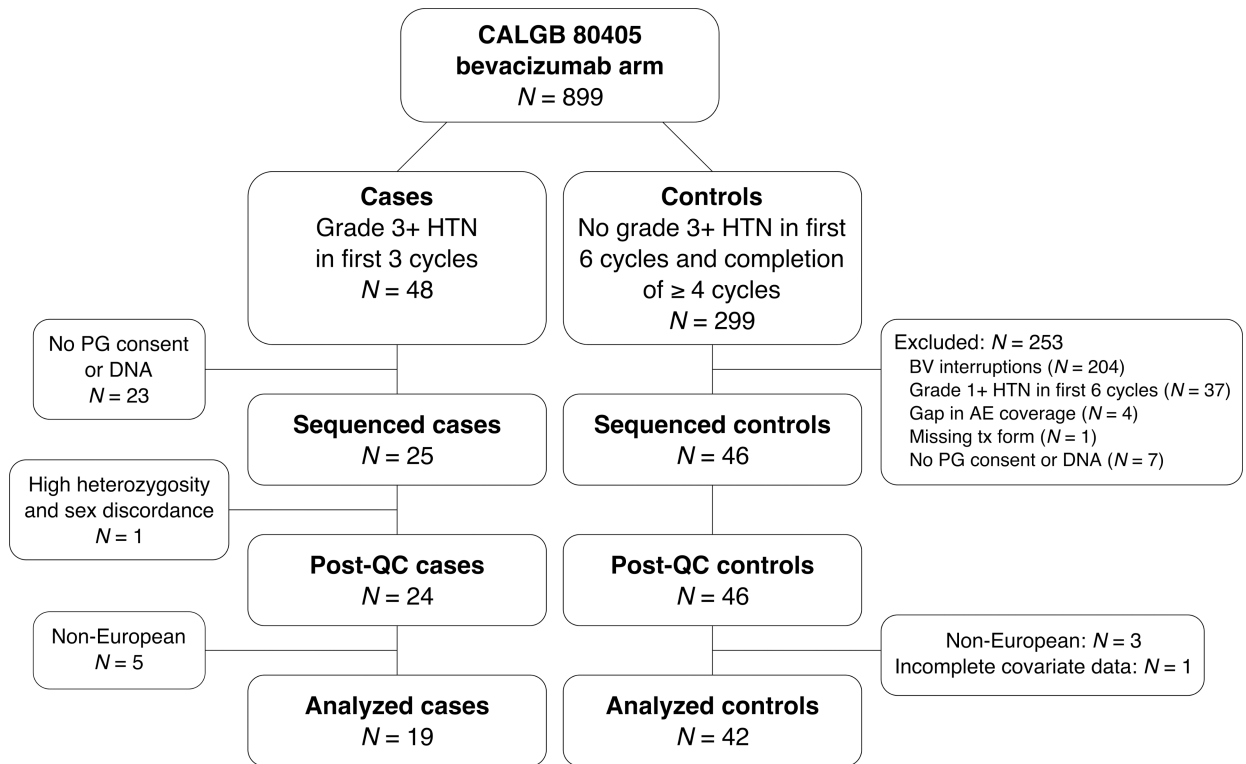 CALGB 80405
bevacizumab arm
N = 899
Cases
Grade 3+ HTN
in first 3 cycles
N = 48
Controls
No grade 3+ HTN in first
6 cycles and completion
of ≥ 4 cycles
N = 299
No PG consent
or DNA
N = 23
Excluded: N = 253
BV interruptions (N = 204)
Grade 1+ HTN in first 6 cycles (N = 37)
Gap in AE coverage (N = 4)
Missing tx form (N = 1)
No PG consent or DNA (N = 7)
Sequenced cases
N = 25
Sequenced controls
N = 46
High heterozygosity
and sex discordance
N = 1
Post-QC cases
N = 24
Post-QC controls
N = 46
Non-European
N = 5
Non-European: N = 3
Incomplete covariate data: N = 1
Analyzed cases
N = 19
Analyzed controls
N = 42